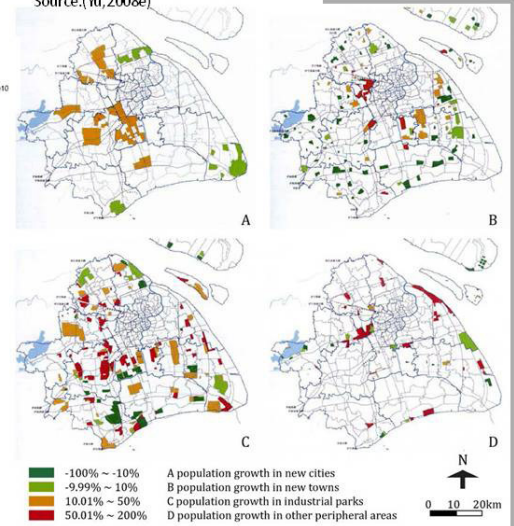 Source.(Yu,2008e)
10
A
B
C
D
-100% ~ -10%
-9.99% ~ 10%
10.01% ~ 50%
50.01% ~ 200%
A population growth in new cities
B population growth in new towns
C population growth in industrial parks
D population growth in other peripheral areas
N
0 10 20km